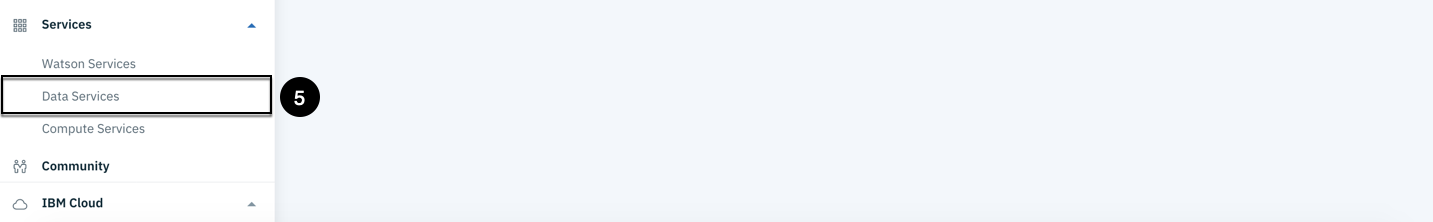 Services
Watson Services
Data Services
5
Compute Services
Community
IBM Cloud